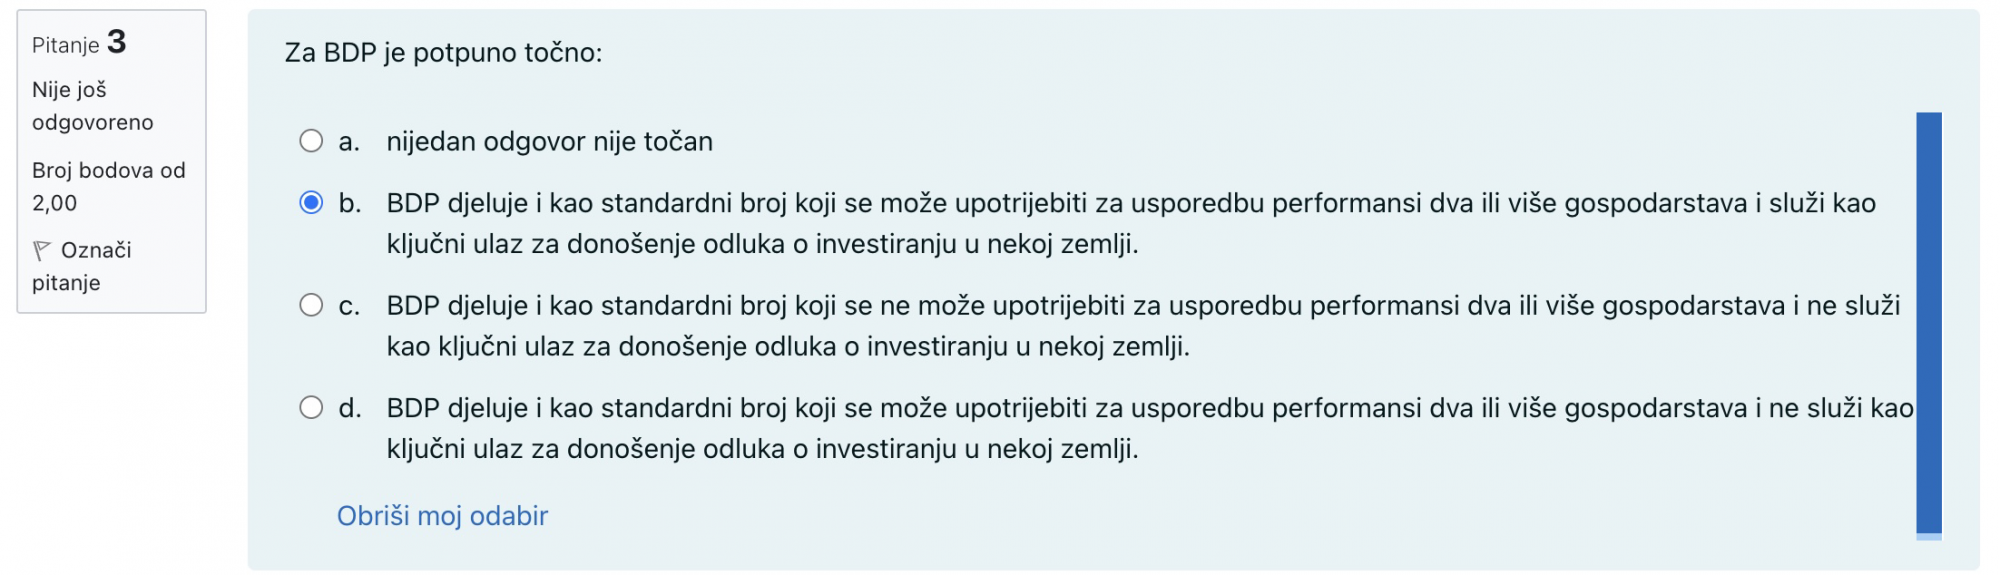 Pitanje 3
Nije još
odgovoreno
Broj bodova od
2,00
Označi
pitanje
Za BDP je potpuno točno:
a. nijedan odgovor nije točan
b. BDP djeluje i kao standardni broj koji se može upotrijebiti za usporedbu performansi dva ili više gospodarstava i služi kao
ključni ulaz za donošenje odluka o investiranju u nekoj zemlji.
c. BDP djeluje i kao standardni broj koji se ne može upotrijebiti za usporedbu performansi dva ili više gospodarstava i ne služi
kao ključni ulaz za donošenje odluka o investiranju u nekoj zemlji.
d. BDP djeluje i kao standardni broj koji se može upotrijebiti za usporedbu performansi dva ili više gospodarstava i ne služi kao
ključni ulaz za donošenje odluka o investiranju u nekoj zemlji.
Obriši moj odabir